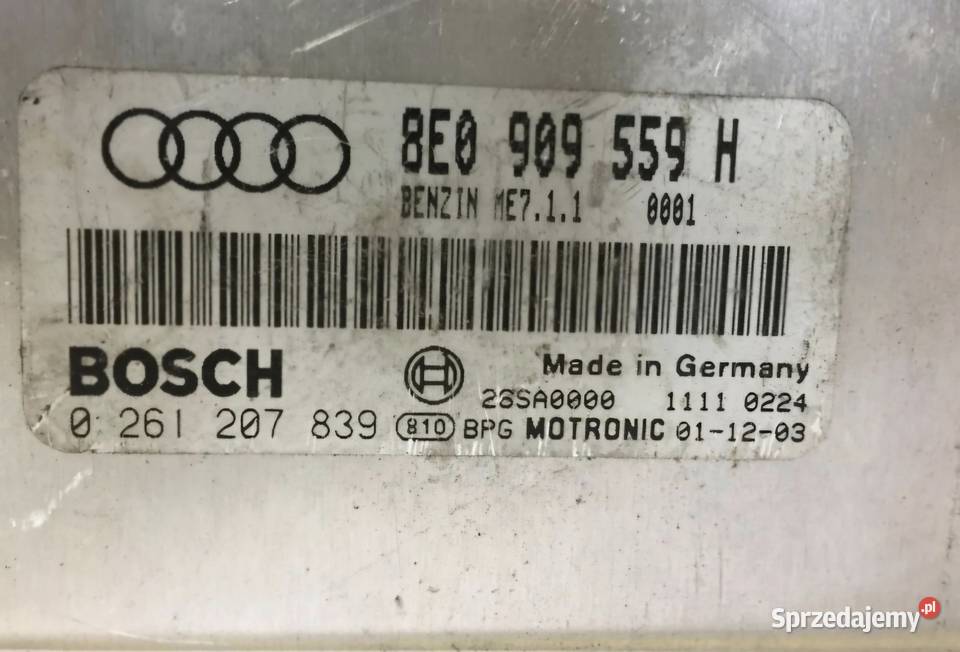 8E0 909 559 H
BENZIN ME7.1.1 0001
BOSCH Made in Germany
28SA0000 1111 0224
0 261 207 839 810 BPG MOTRONIC 01-12-03
Sprzedajemy.pl